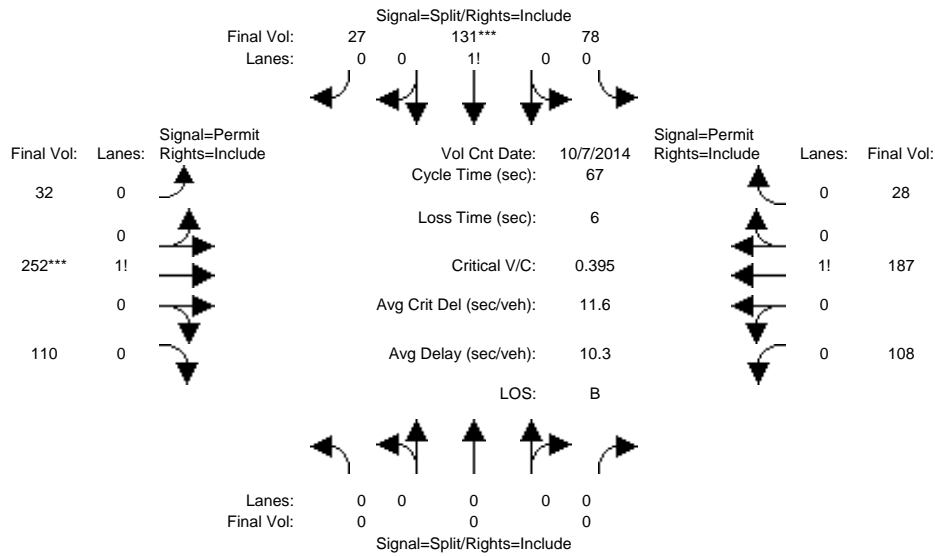 Signal=Split/Rights=Include
Final Vol: 27 131*** 78
Lanes: 0 0 1! 0 0
Signal=Permit
Final Vol: Lanes: Rights=Include
Vol Cnt Date: 10/7/2014
Signal=Permit
Rights=Include Lanes: Final Vol:
Cycle Time (sec): 67
32 0
0 28
Loss Time (sec): 6
0
0
252*** 1!
Critical V/C: 0.395
1! 187
0
Avg Crit Del (sec/veh): 11.6
0
110 0
Avg Delay (sec/veh): 10.3
0 108
LOS: B
Lanes: 0 0 0 0 0
Final Vol: 0 0 0
Signal=Split/Rights=Include